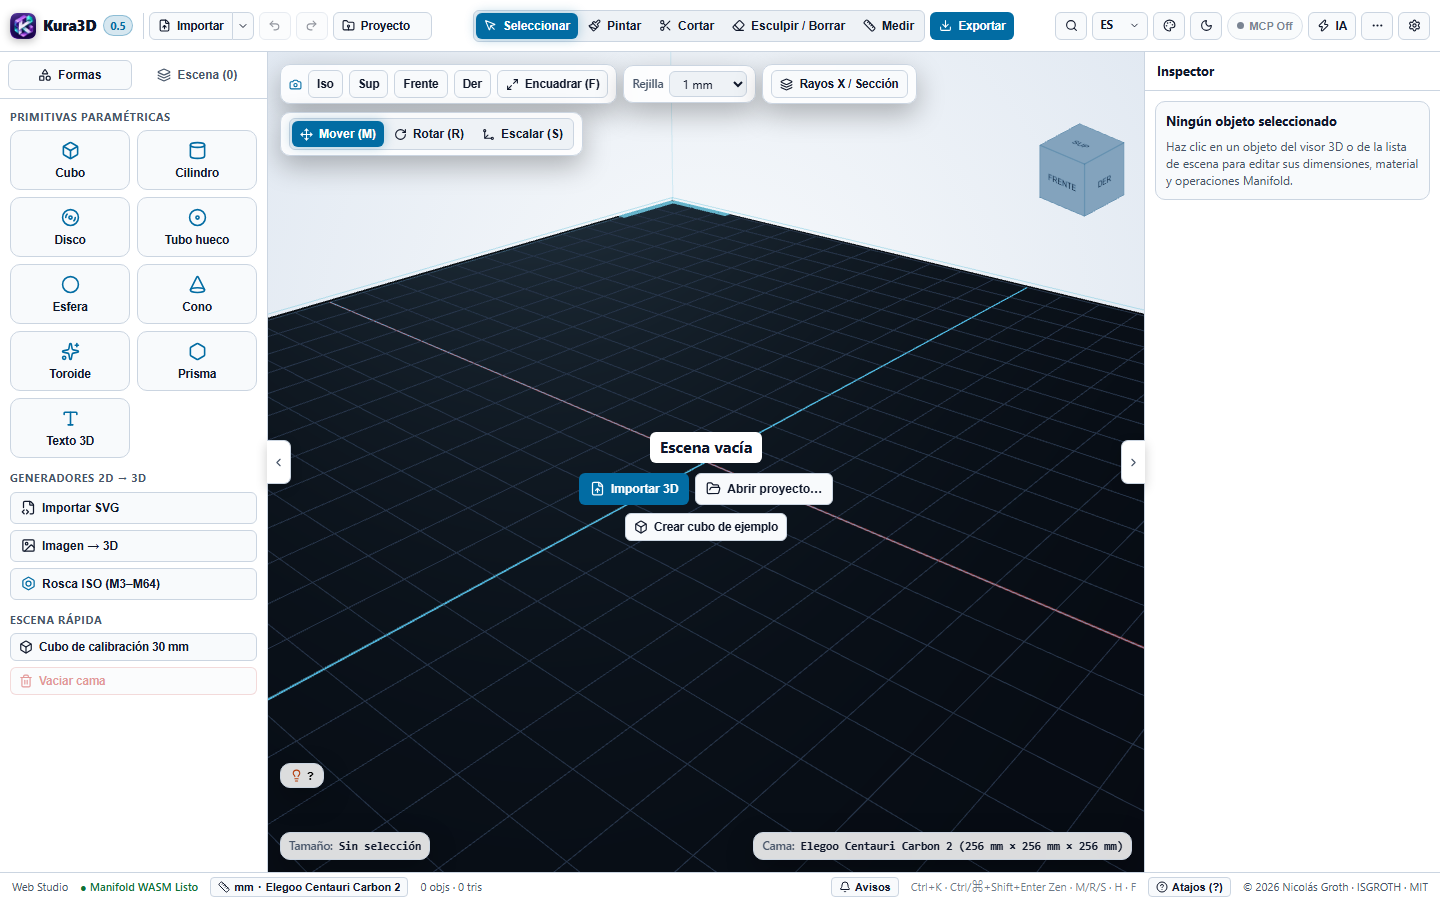 Kura3D 0.5 Importar Proyecto Seleccionar Pintar Cortar Esculpir / Borrar Medir Exportar ES MCP Off IA
Formas Escena (0)
PRIMITIVAS PARAMÉTRICAS
Cubo Cilindro
Disco Tubo hueco
Esfera Cono
Toroide Prisma
Texto 3D
GENERADORES 2D → 3D
Importar SVG
Imagen → 3D
Rosca ISO (M3–M64)
ESCENA RÁPIDA
Cubo de calibración 30 mm
Vaciar cama
Iso Sup Frente Der Encuadrar (F) Rejilla 1 mm Rayos X / Sección
Mover (M) Rotar (R) Escalar (S)
SUP
FRENTE DER
Escena vacía
Importar 3D Abrir proyecto...
Crear cubo de ejemplo
?
Tamaño: Sin selección
Cama: Elegoo Centauri Carbon 2 (256 mm × 256 mm × 256 mm)
Inspector
Ningún objeto seleccionado
Haz clic en un objeto del visor 3D o de la lista
de escena para editar sus dimensiones, material
y operaciones Manifold.
Web Studio ● Manifold WASM Listo mm · Elegoo Centauri Carbon 2 0 objs · 0 tris Avisos Ctrl+K · Ctrl/⌘+Shift+Enter Zen · M/R/S · H · F Atajos (?) © 2026 Nicolás Groth · ISGROTH · MIT